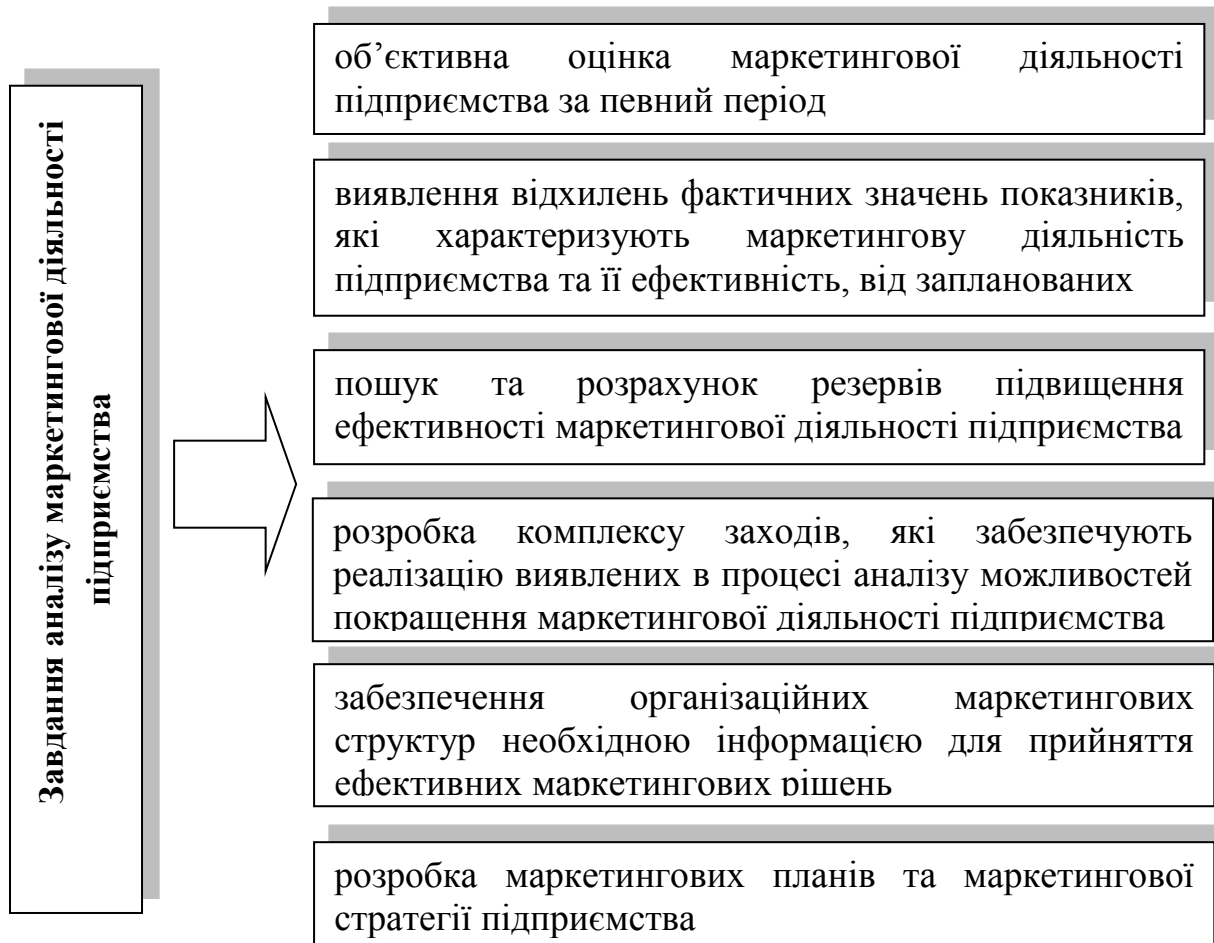 Завдання аналізу маркетингової діяльності
підприємства
об’єктивна оцінка маркетингової діяльності
підприємства за певний період
виявлення відхилень фактичних значень показників,
які характеризують маркетингову діяльність
підприємства та її ефективність, від запланованих
пошук та розрахунок резервів підвищення
ефективності маркетингової діяльності підприємства
розробка комплексу заходів, які забезпечують
реалізацію виявлених в процесі аналізу можливостей
покращення маркетингової діяльності підприємства
забезпечення організаційних маркетингових
структур необхідною інформацією для прийняття
ефективних маркетингових рішень
розробка маркетингових планів та маркетингової
стратегії підприємства